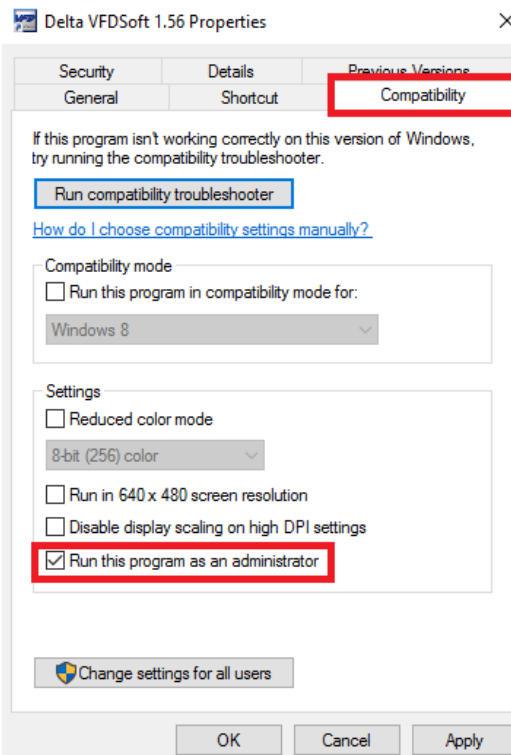 Delta VFDSoft 1.56 Properties
Security Details Previous Versions
General Shortcut Compatibility
If this program isn't working correctly on this version of Windows,
try running the compatibility troubleshooter.
Run compatibility troubleshooter
How do I choose compatibility settings manually?
Compatibility mode
Run this program in compatibility mode for:
Windows 8
Settings
Reduced color mode
8-bit (256) color
Run in 640 x 480 screen resolution
Disable display scaling on high DPI settings
Run this program as an administrator
Change settings for all users
OK Cancel Apply